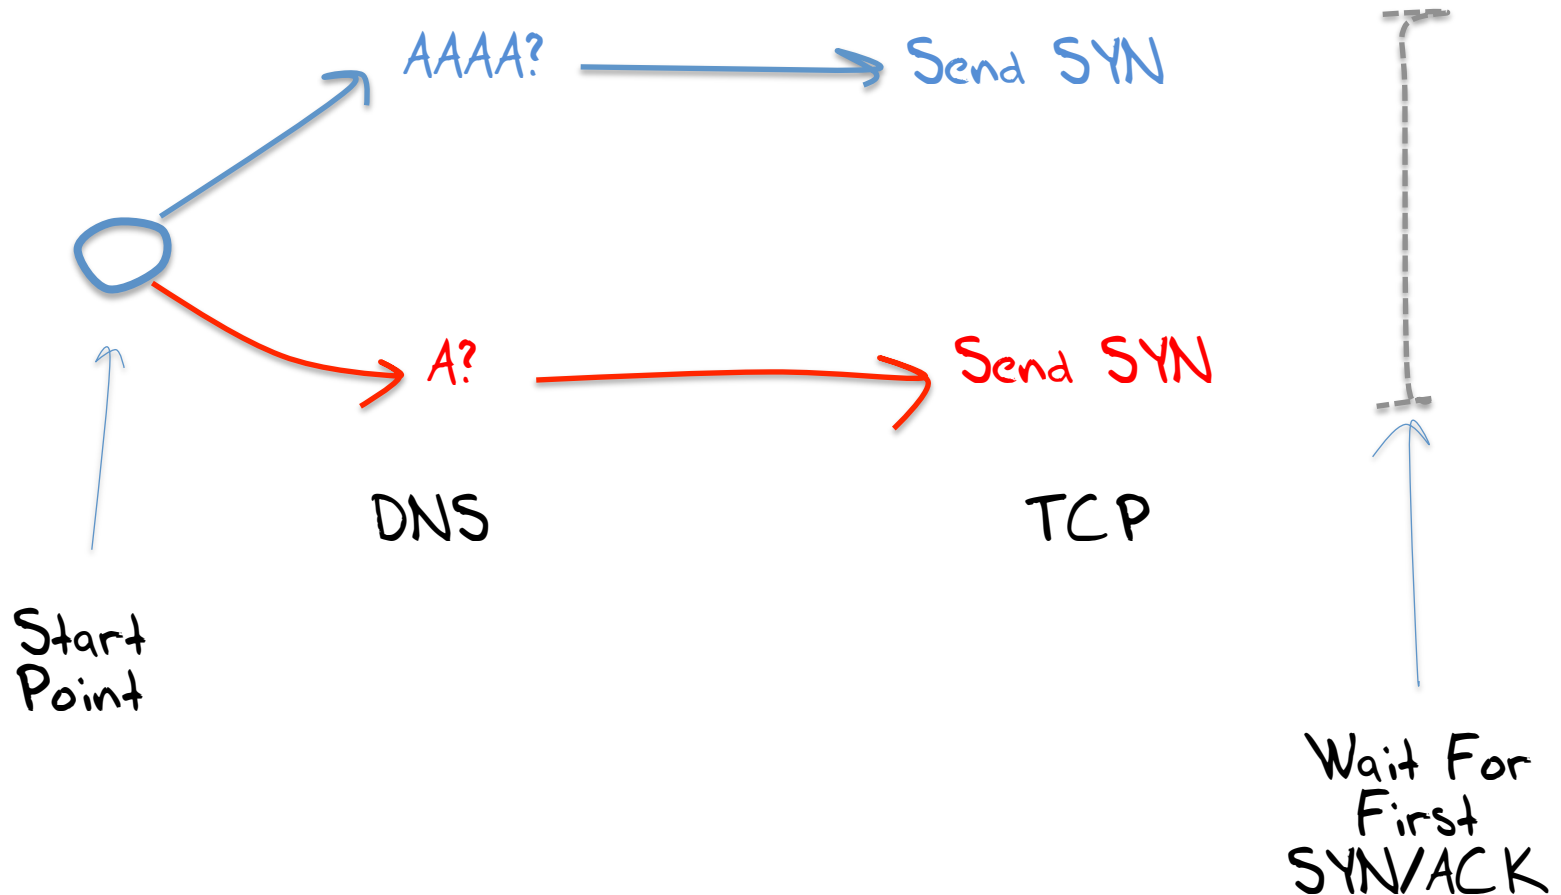 AAAA?
Send SYN
A?
Send SYN
DNS
TCP
Start
Point
Wait For
First
SYN/ACK